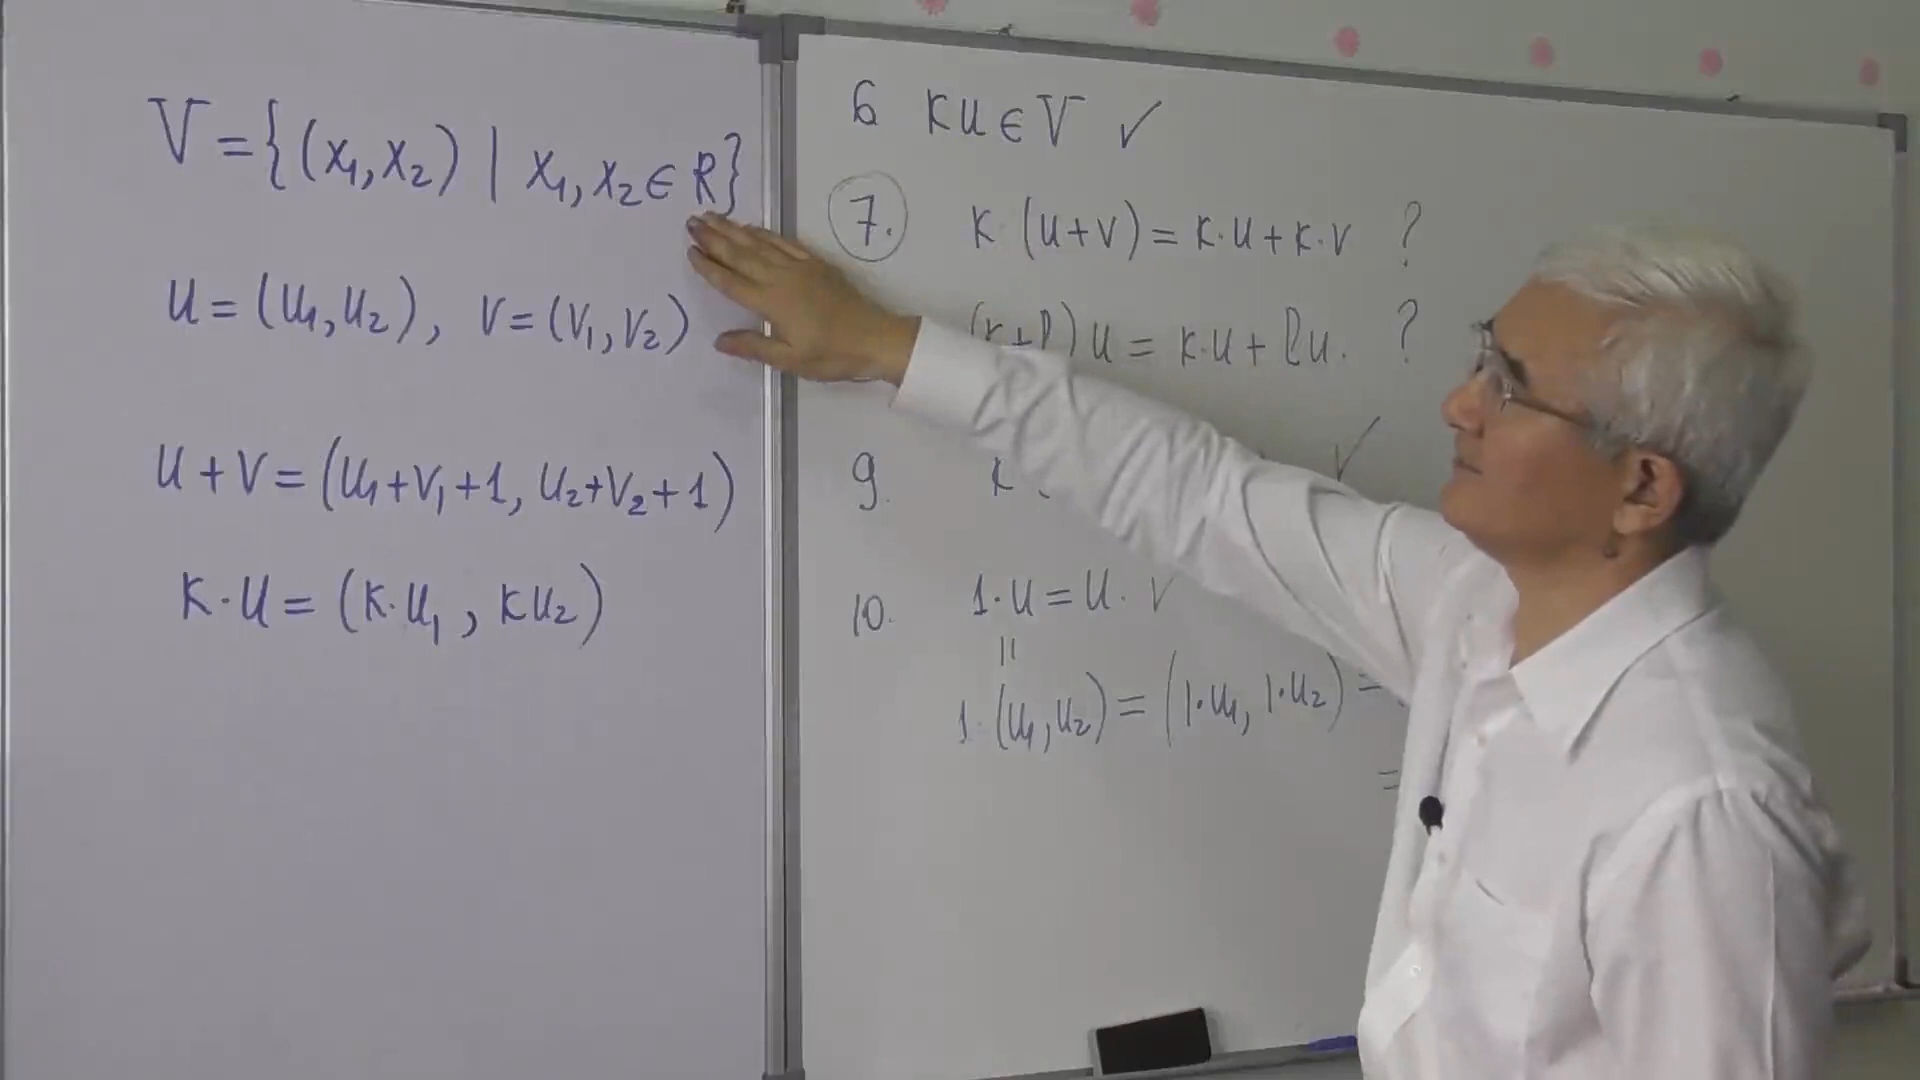 V={(x₁,x₂) | x₁,x₂∈R}
u=(u₁,u₂), v=(v₁,v₂)
u+v=(u₁+v₁+1, u₂+v₂+1)
k·u=(k·u₁, ku₂)
6 ku∈V ✓
7. k·(u+v)=k·u+k·v ?
(k+l)u=k·u+lu. ?
9. k ✓
10. 1·u=u. ✓
=
1·(u₁,u₂)=(1·u₁, 1·u₂)=
=